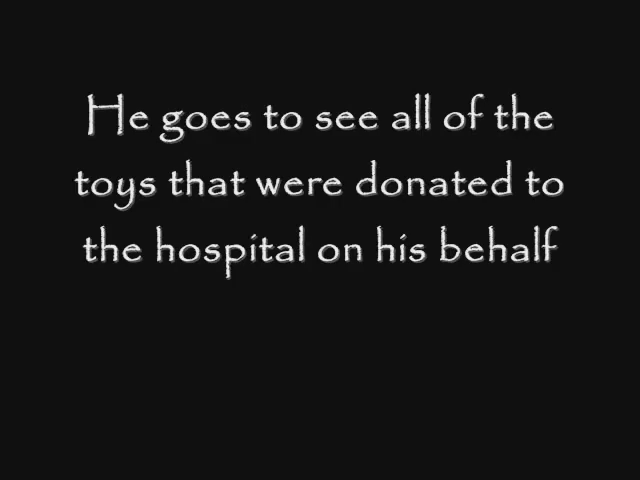 He goes to see all of the
toys that were donated to
the hospital on his behalf